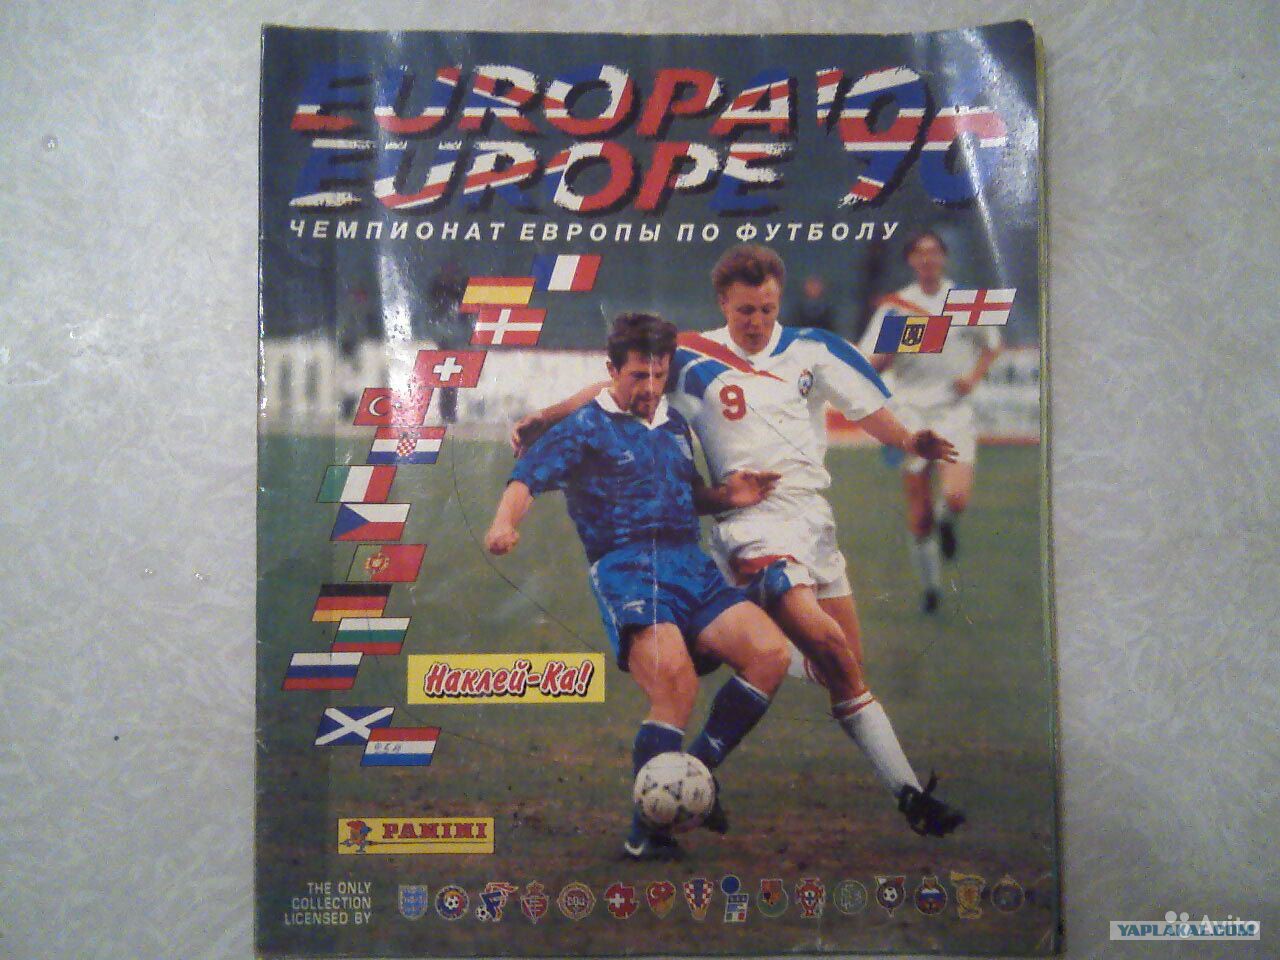 EUROPA '96
EUROPE '96
ЧЕМПИОНАТ ЕВРОПЫ ПО ФУТБОЛУ
9
Наклей-Ка!
PANINI
THE ONLY
COLLECTION
LICENSED BY
Avito
YAPLAKAL.COM